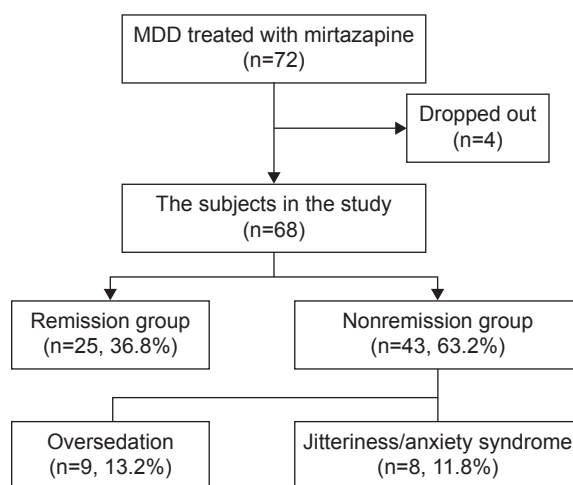 MDD treated with mirtazapine
(n=72)
Dropped out
(n=4)
The subjects in the study
(n=68)
Remission group
(n=25, 36.8%)
Nonremission group
(n=43, 63.2%)
Oversedation
(n=9, 13.2%)
Jitteriness/anxiety syndrome
(n=8, 11.8%)